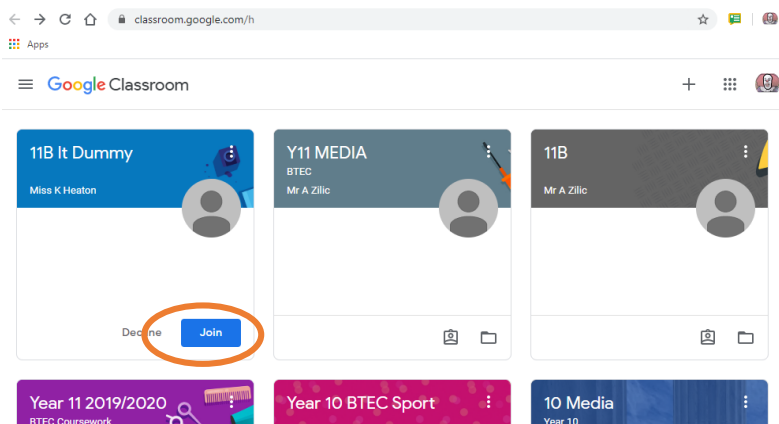 classroom.google.com/h
Apps
Google Classroom
11B It Dummy
Miss K Heaton
Y11 MEDIA
BTEC
Mr A Zilic
11B
Mr A Zilic
Decline
Join
Year 11 2019/2020
BTEC Coursework
Year 10 BTEC Sport
10 Media
Year 10